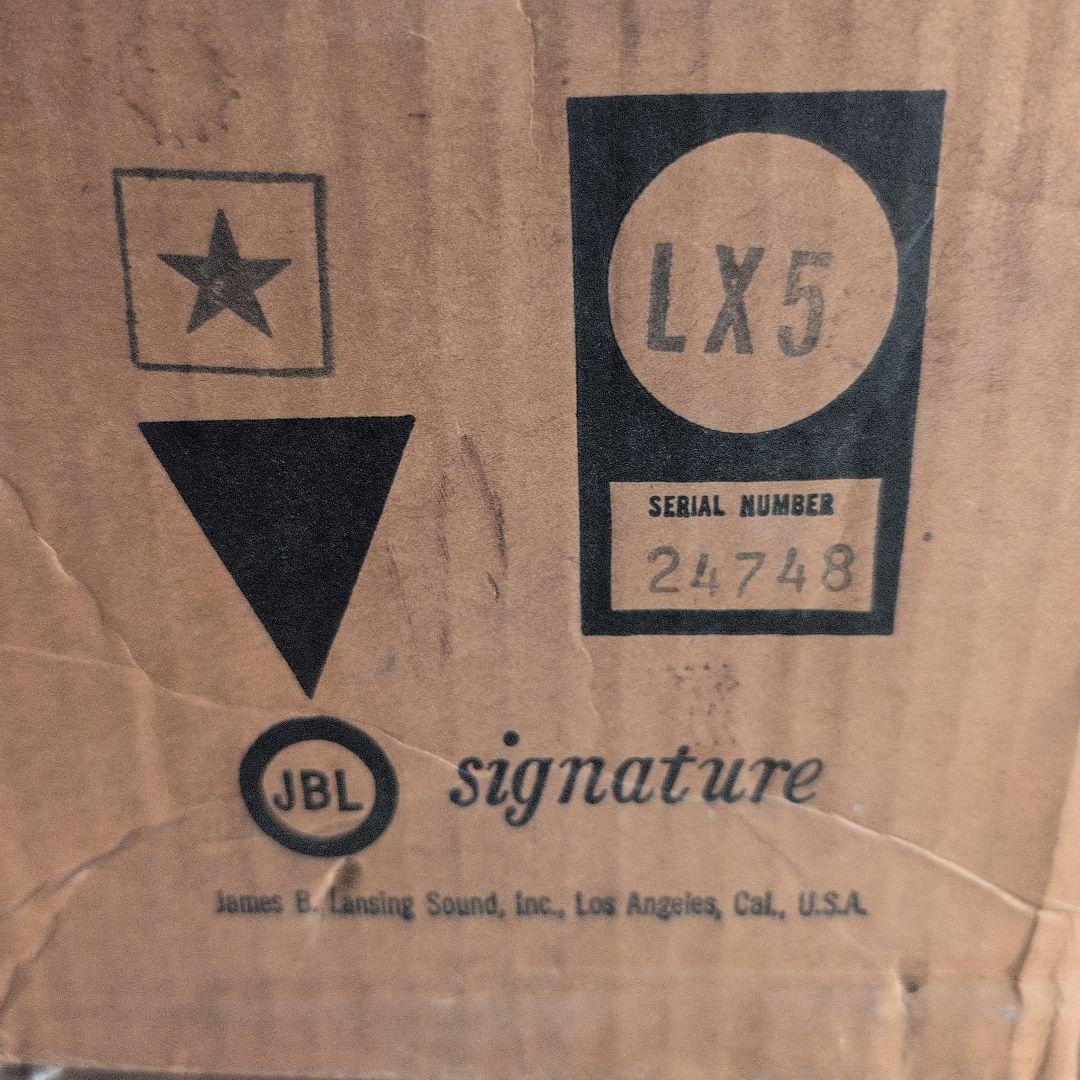 LX5
SERIAL NUMBER
24748
JBL
signature
James B. Lansing Sound, Inc., Los Angeles, Cal., U.S.A.